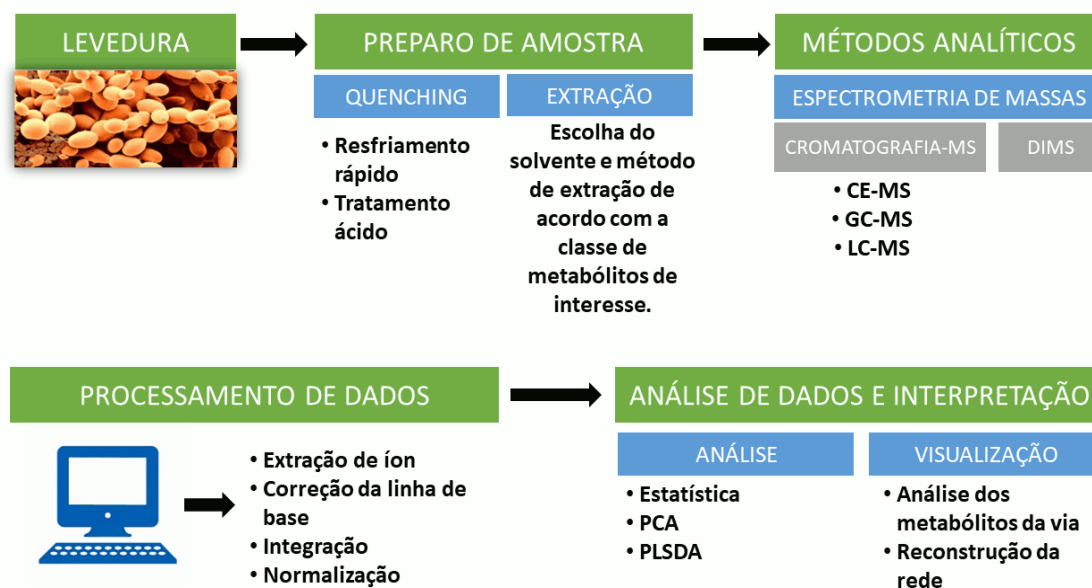 LEVEDURA
PREPARO DE AMOSTRA
MÉTODOS ANALÍTICOS
QUENCHING
EXTRAÇÃO
ESPECTROMETRIA DE MASSAS
• Resfriamento
rápido
• Tratamento
ácido
Escolha do
solvente e método
de extração de
acordo com a
classe de
metabólitos de
interesse.
CROMATOGRAFIA-MS
DIMS
• CE-MS
• GC-MS
• LC-MS
PROCESSAMENTO DE DADOS
• Extração de íon
• Correção da linha de
base
• Integração
• Normalização
ANÁLISE DE DADOS E INTERPRETAÇÃO
ANÁLISE
• Estatística
• PCA
• PLSDA
VISUALIZAÇÃO
• Análise dos
metabólitos da via
• Reconstrução da
rede